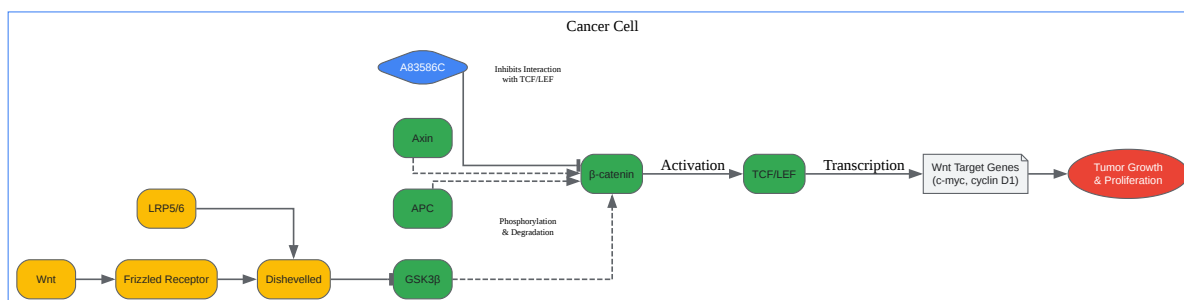 Cancer Cell
A83586C
Inhibits Interaction
with TCF/LEF
Axin
β-catenin
Activation
TCF/LEF
Transcription
Wnt Target Genes
(c-myc, cyclin D1)
Tumor Growth
& Proliferation
LRP5/6
APC
Phosphorylation
& Degradation
Wnt
Frizzled Receptor
Dishevelled
GSK3β